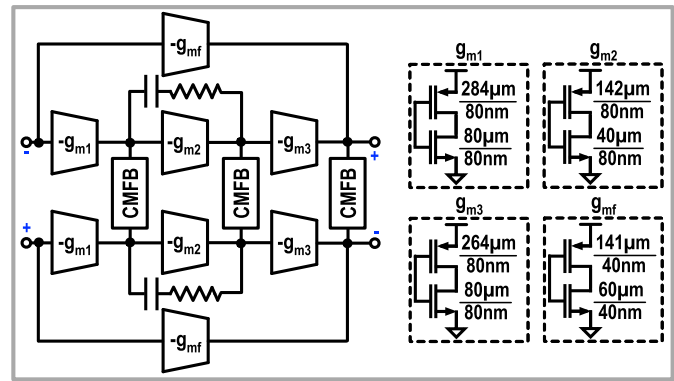 -gmf
-gm1
-gm2
-gm3
-
+
CMFB
CMFB
CMFB
+
-
-gm1
-gm2
-gm3
-gmf
gm1
284µm
80nm
80µm
80nm
gm2
142µm
80nm
40µm
80nm
gm3
264µm
80nm
80µm
80nm
gmf
141µm
40nm
60µm
40nm